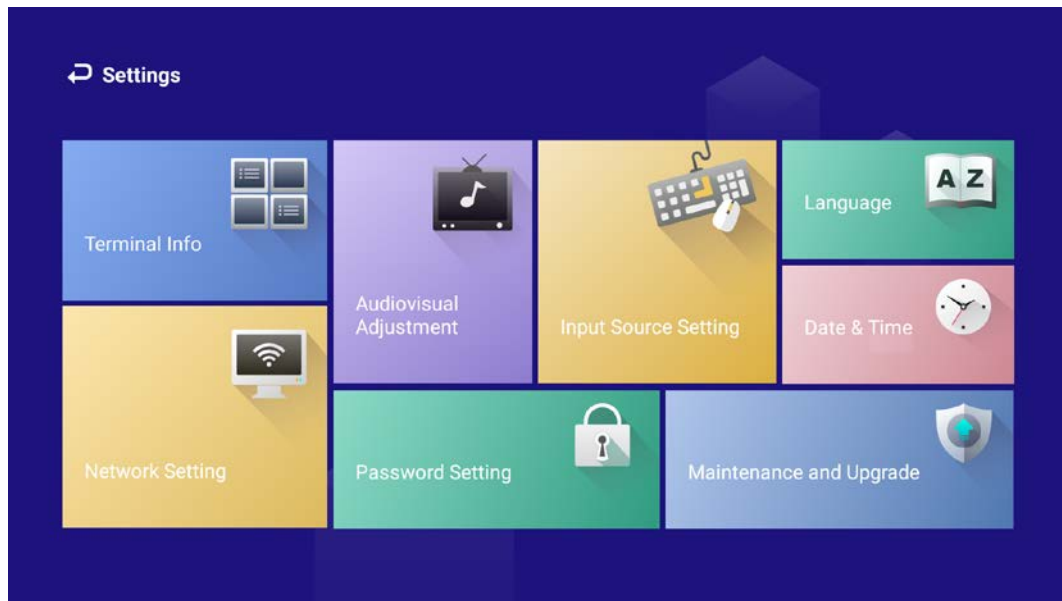 Settings
Terminal Info
Audiovisual
Adjustment
Input Source Setting
Language
A Z
Date & Time
Network Setting
Password Setting
Maintenance and Upgrade